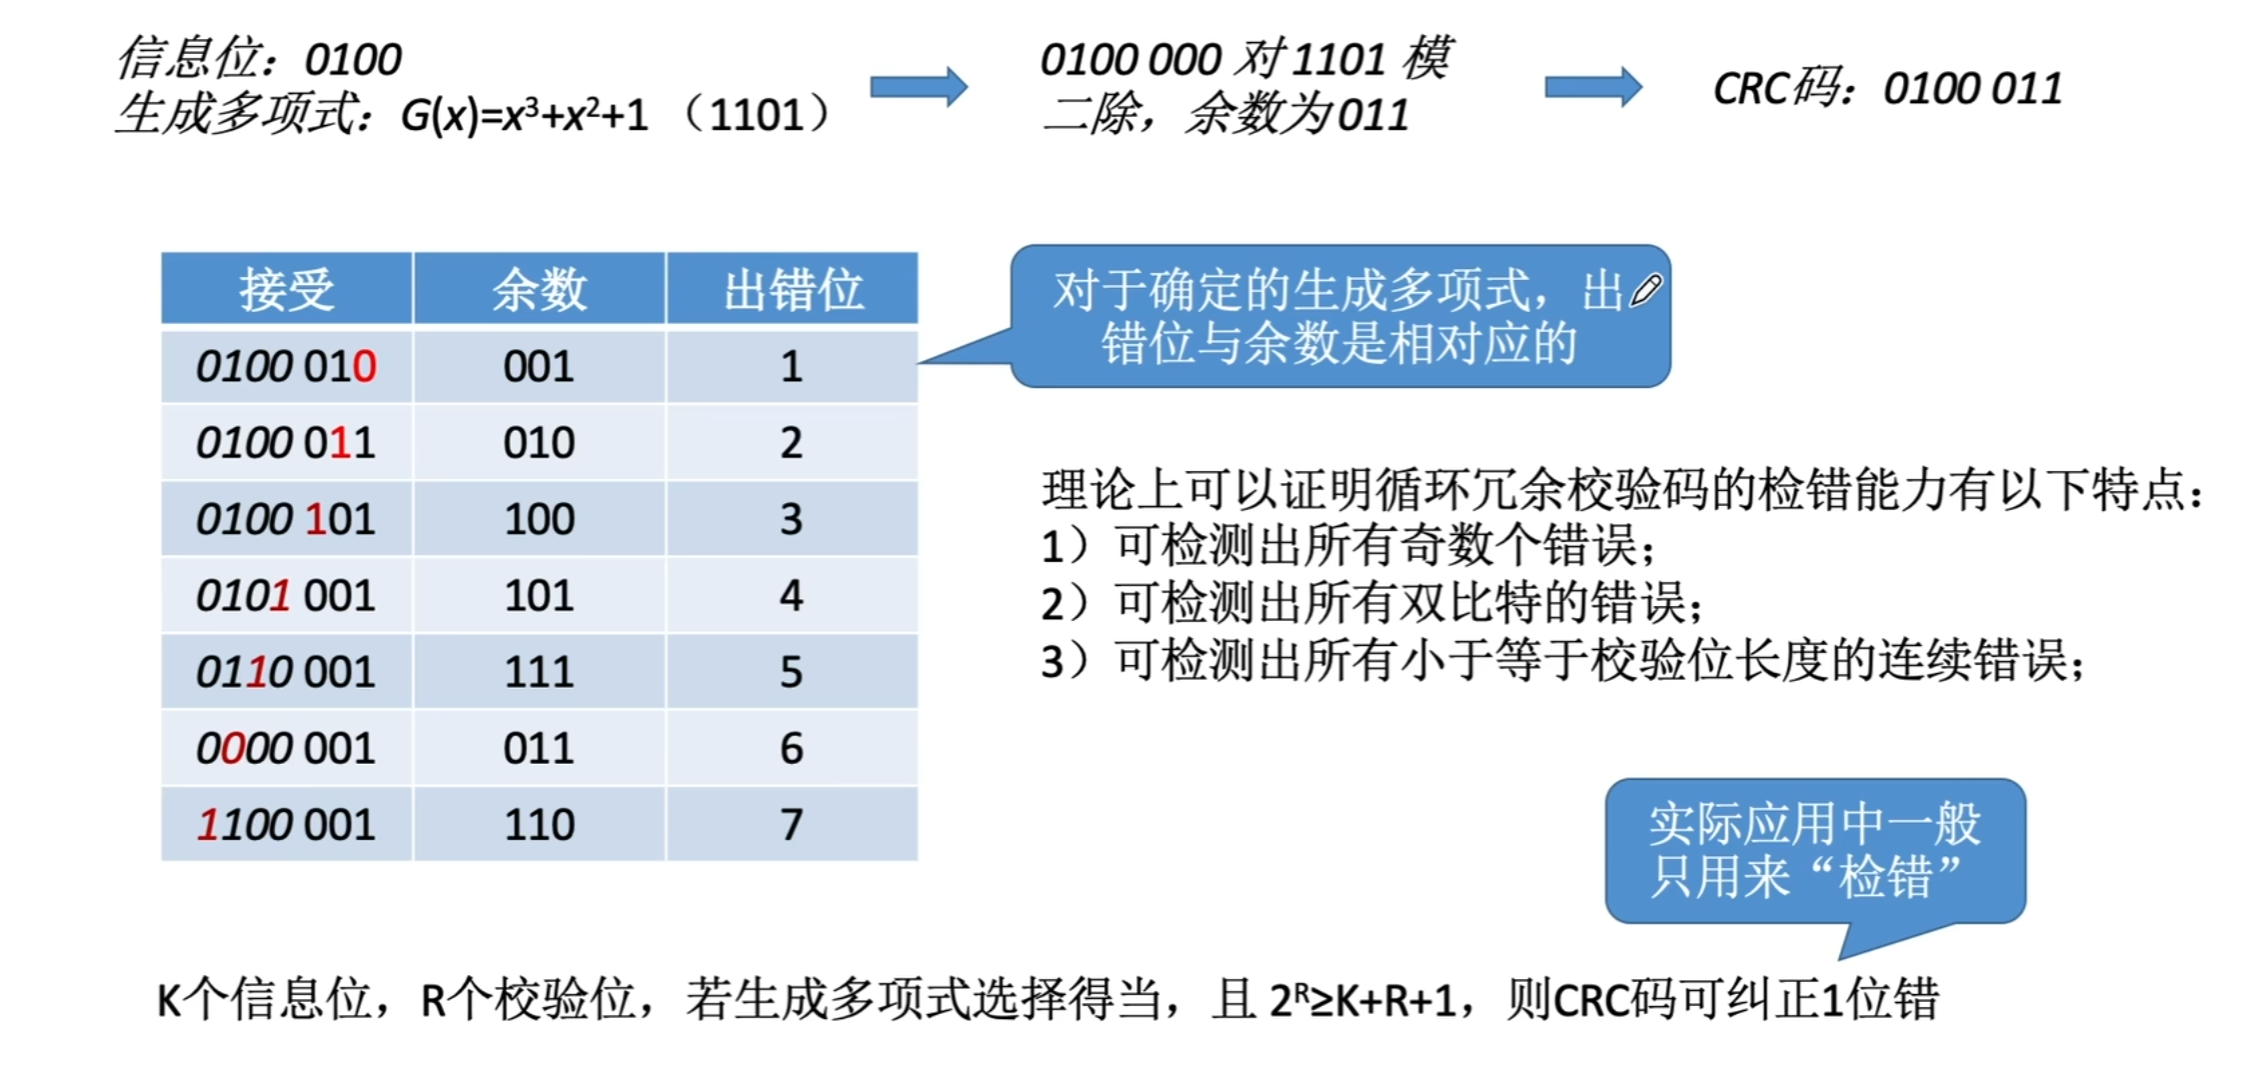 信息位：0100
生成多项式：G(x)=x³+x²+1 （1101）
0100 000 对1101 模
二除，余数为011
CRC码：0100 011
接受 余数 出错位
0100 010 001 1
0100 011 010 2
0100 101 100 3
0101 001 101 4
0110 001 111 5
0000 001 011 6
1100 001 110 7
对于确定的生成多项式，出
错位与余数是相对应的
理论上可以证明循环冗余校验码的检错能力有以下特点：
1）可检测出所有奇数个错误；
2）可检测出所有双比特的错误；
3）可检测出所有小于等于校验位长度的连续错误；
实际应用中一般
只用来“检错”
K个信息位，R个校验位，若生成多项式选择得当，且 2ᴿ≥K+R+1，则CRC码可纠正1位错